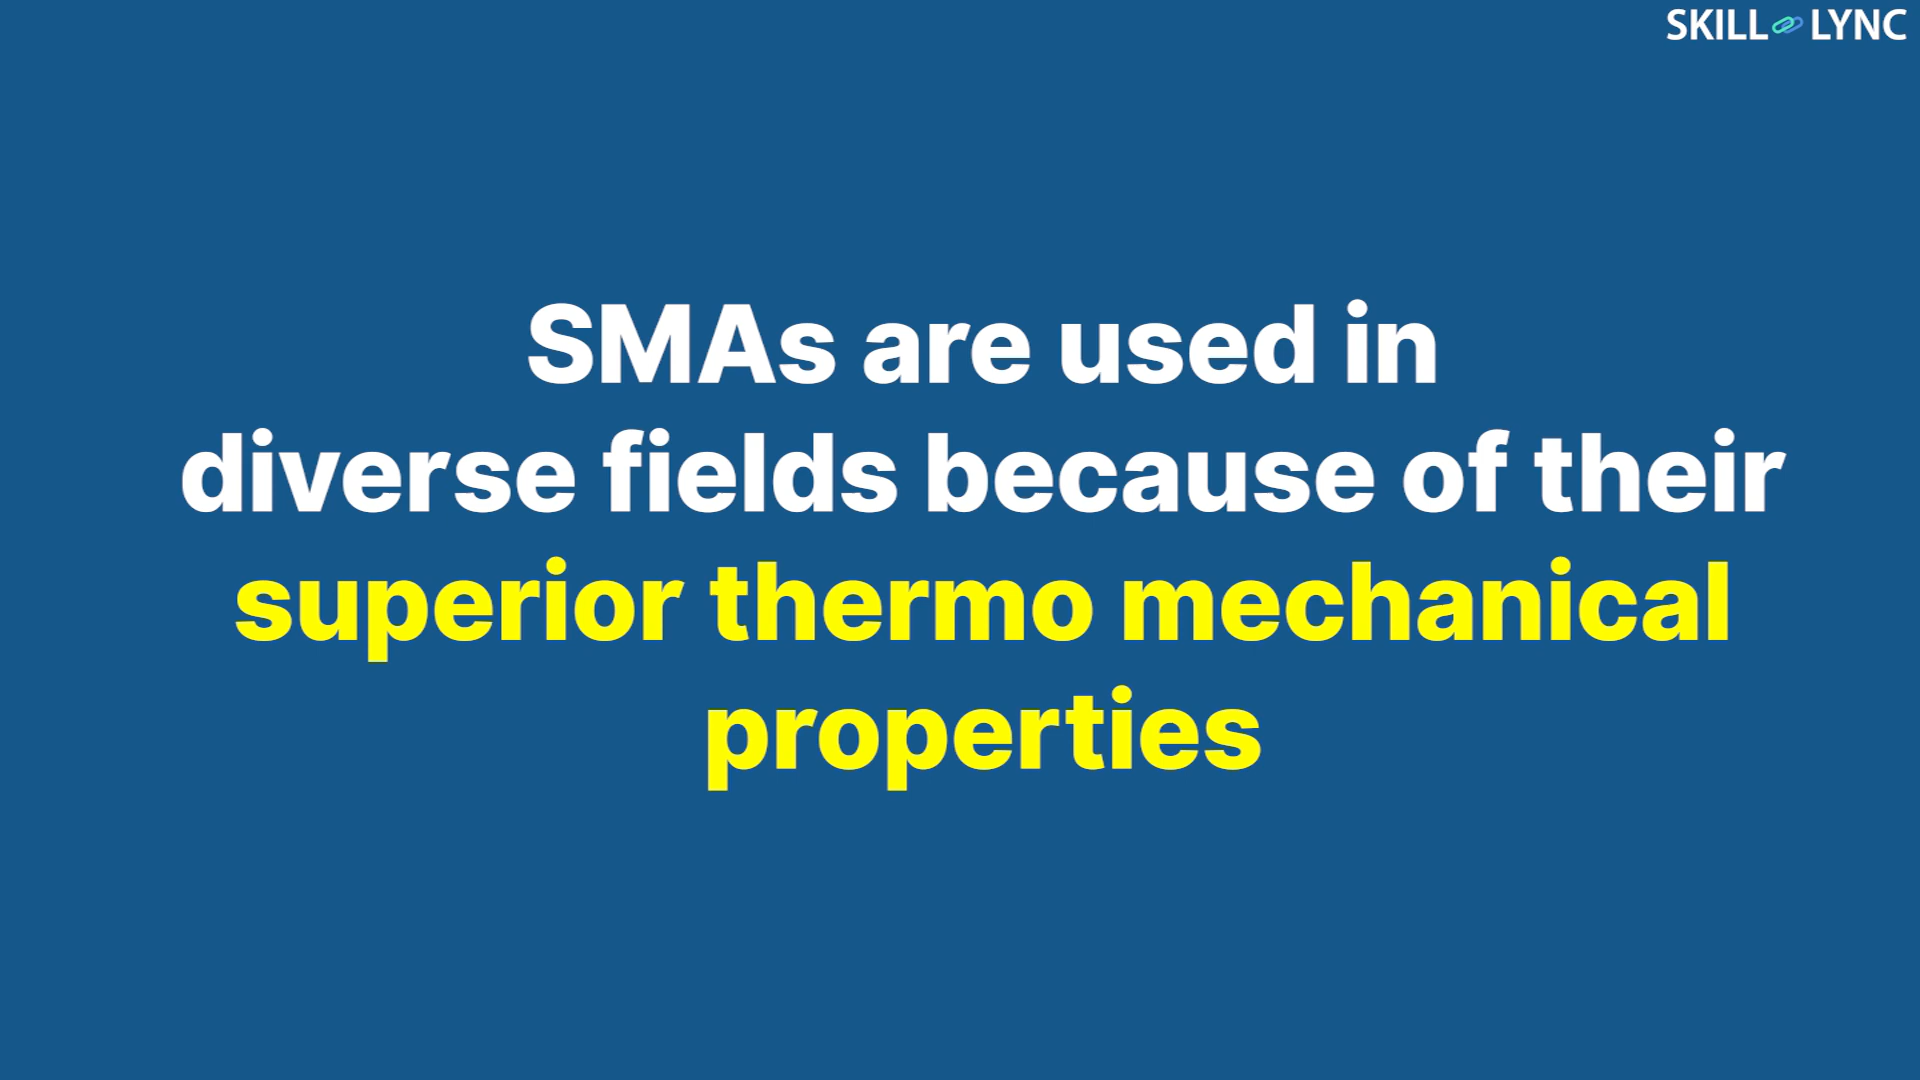 SKILL LYNC
SMAs are used in
diverse fields because of their
superior thermo mechanical
properties